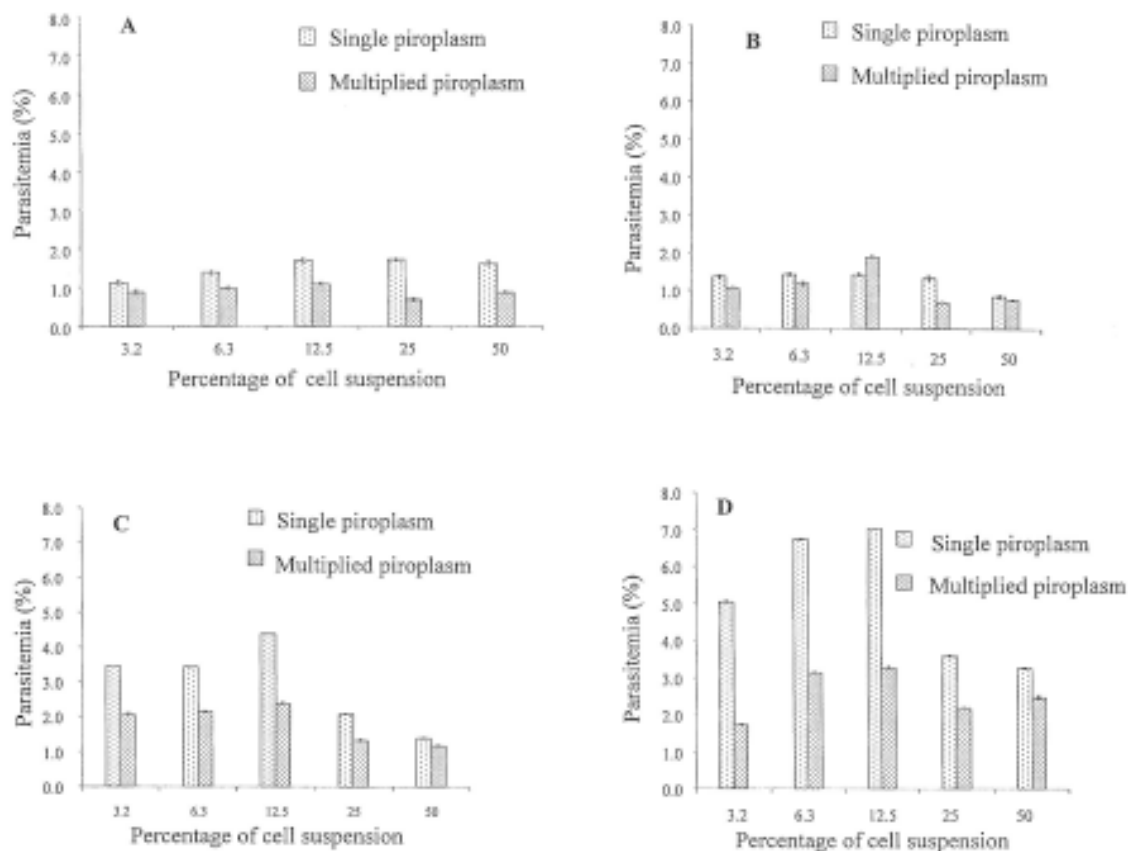 A
Single piroplasm
Multiplied piroplasm
Parasitemia (%)
8.0
7.0
6.0
5.0
4.0
3.0
2.0
1.0
0.0
3.2 6.3 12.5 25 50
Percentage of cell suspension
B
Single piroplasm
Multiplied piroplasm
Parasitemia (%)
8.0
7.0
6.0
5.0
4.0
3.0
2.0
1.0
0.0
3.2 6.3 12.5 25 50
Percentage of cell suspension
C
Single piroplasm
Multiplied piroplasm
Parasitemia (%)
8.0
7.0
6.0
5.0
4.0
3.0
2.0
1.0
0.0
3.2 6.3 12.5 25 50
Percentage of cell suspension
D
Single piroplasm
Multiplied piroplasm
Parasitemia (%)
8.0
7.0
6.0
5.0
4.0
3.0
2.0
1.0
0.0
3.2 6.3 12.5 25 50
Percentage of cell suspension